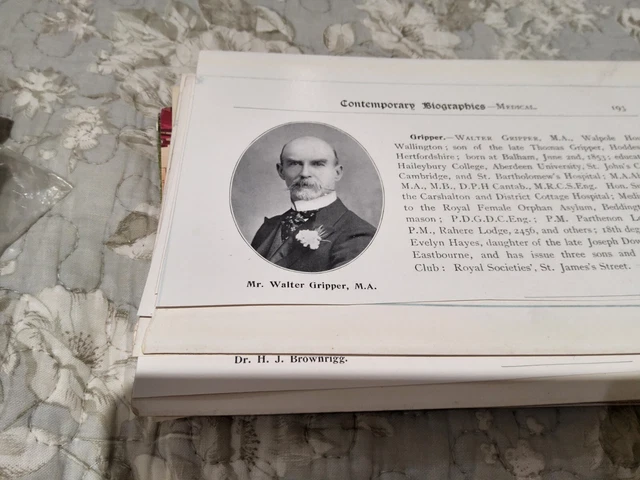 Contemporary Biographies—Medical. 195
Gripper.—WALTER GRIPPER, M.A., Walpole
Wallington; son of the late Thomas Gripper,
Hertfordshire; born at Balham, June 2nd, 1853;
Haileybury College, Aberdeen University, St. John's
Cambridge, and St. Bartholomew's Hospital;
M.A., M.B., D.P.H Cantab., M.R.C.S.Eng. Hon.
the Carshalton and District Cottage Hospital;
to the Royal Female Orphan Asylum,
mason; P.D.G.D.C.Eng.; P.M. Parthenon
P.M., Rahere Lodge, 2456, and others; 18th
Evelyn Hayes, daughter of the late Joseph
Eastbourne, and has issue three sons and
Club: Royal Societies', St. James's Street.
Mr. Walter Gripper, M.A.
Dr. H. J. Brownrigg.